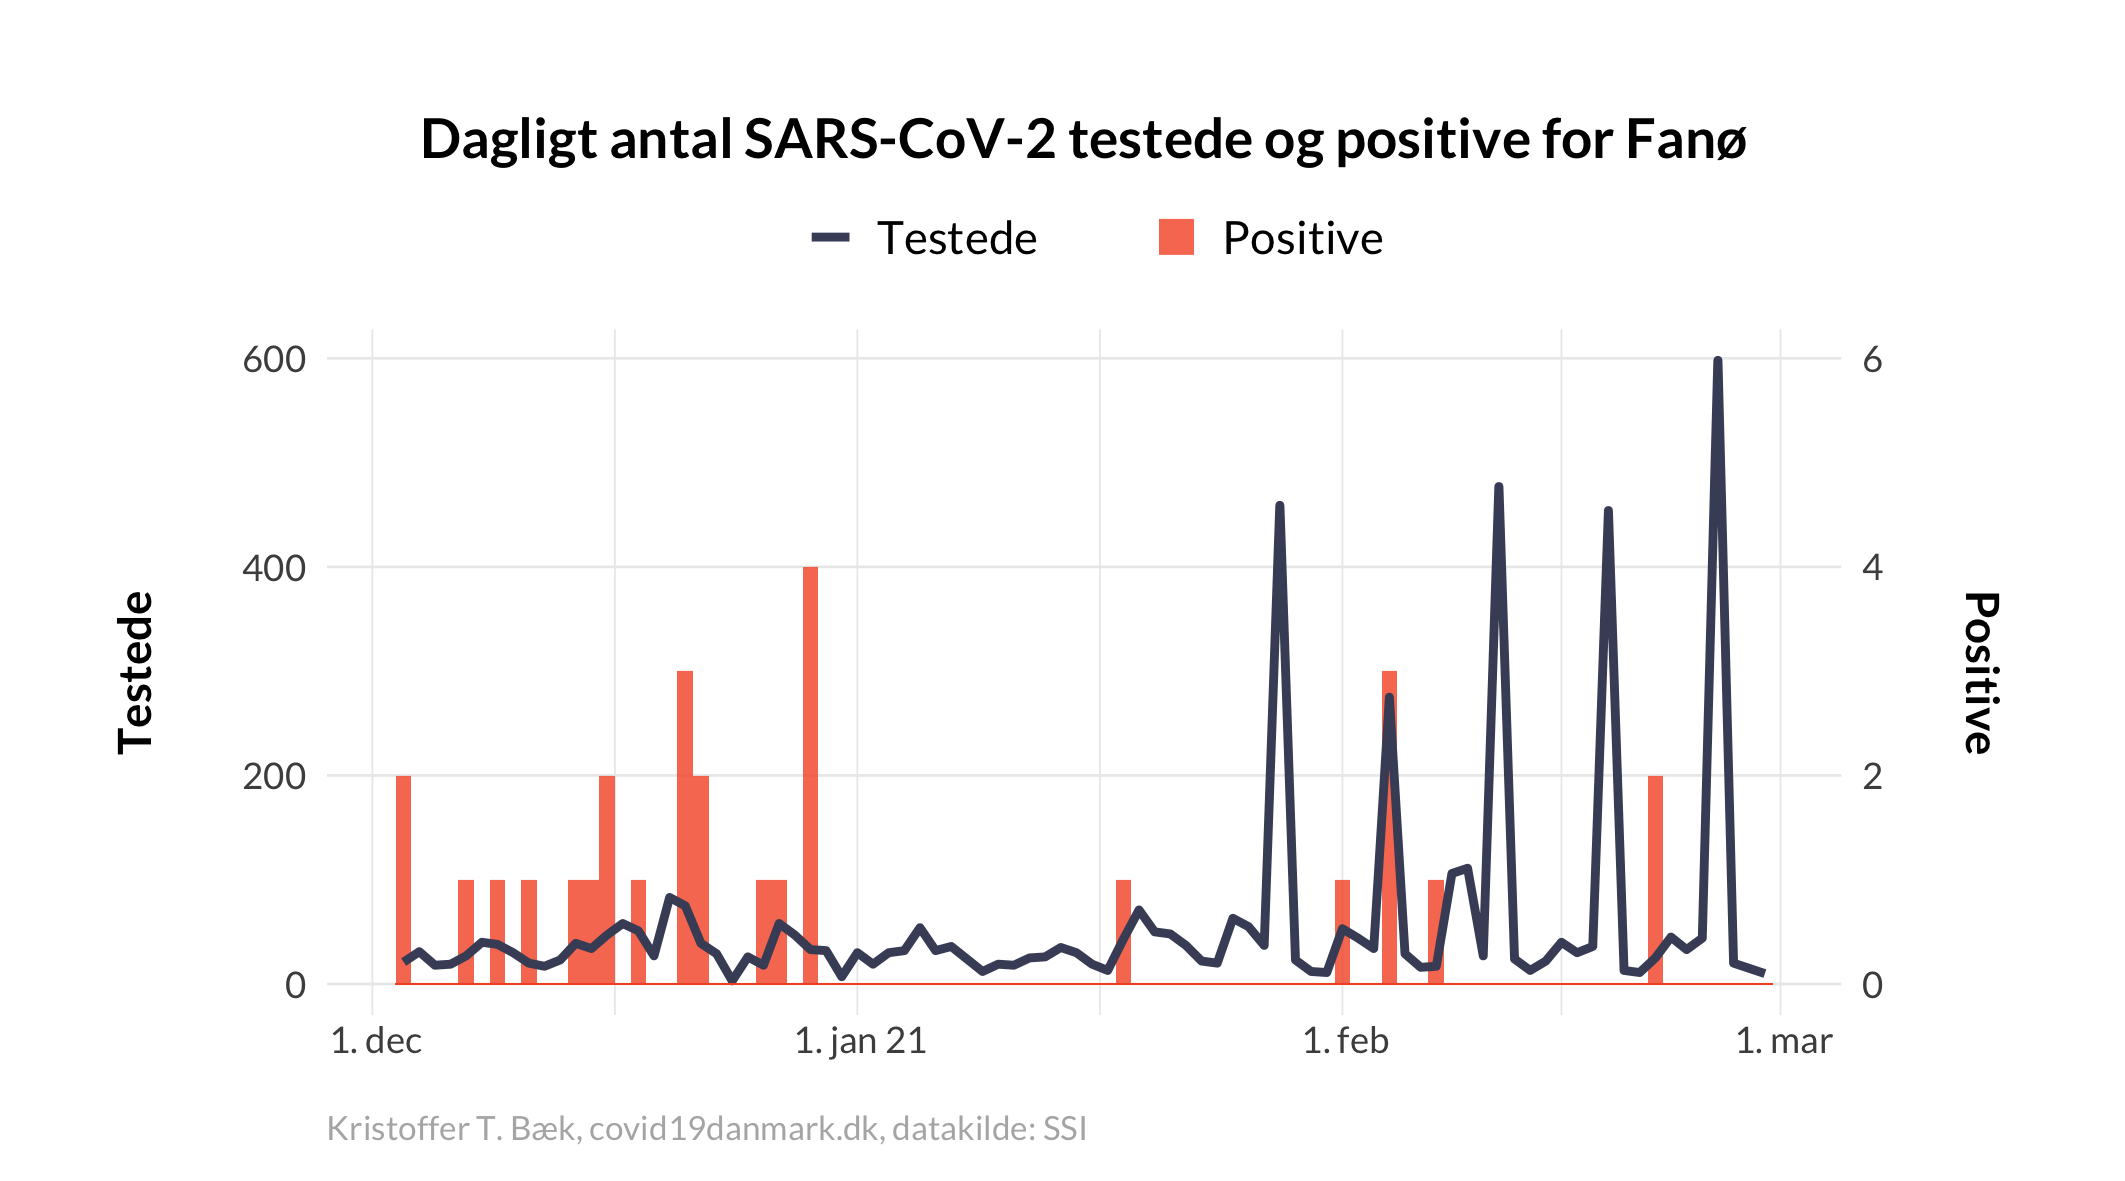 Dagligt antal SARS-CoV-2 testede og positive for Fanø
Testede Positive
600 6
400 4
200 2
0 0
Testede
Positive
1. dec 1. jan 21 1. feb 1. mar
Kristoffer T. Bæk, covid19danmark.dk, datakilde: SSI